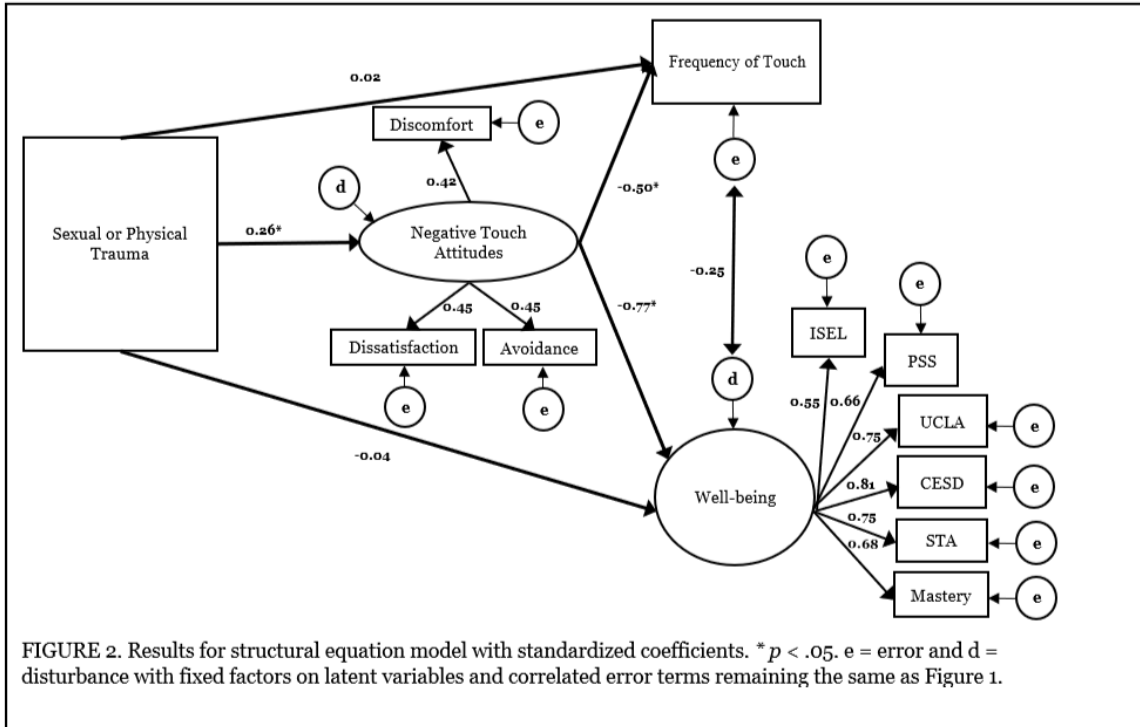 Frequency of Touch
0.02
Discomfort
e
e
d
0.42
-0.50*
Sexual or Physical
Trauma
0.26*
Negative Touch
Attitudes
-0.25
-0.77*
e
e
0.45
0.45
ISEL
Dissatisfaction
Avoidance
PSS
d
0.55
0.66
e
e
UCLA
e
0.75
-0.04
Well-being
0.81
CESD
e
0.75
STA
e
0.68
Mastery
e
FIGURE 2. Results for structural equation model with standardized coefficients. * p < .05. e = error and d =
disturbance with fixed factors on latent variables and correlated error terms remaining the same as Figure 1.